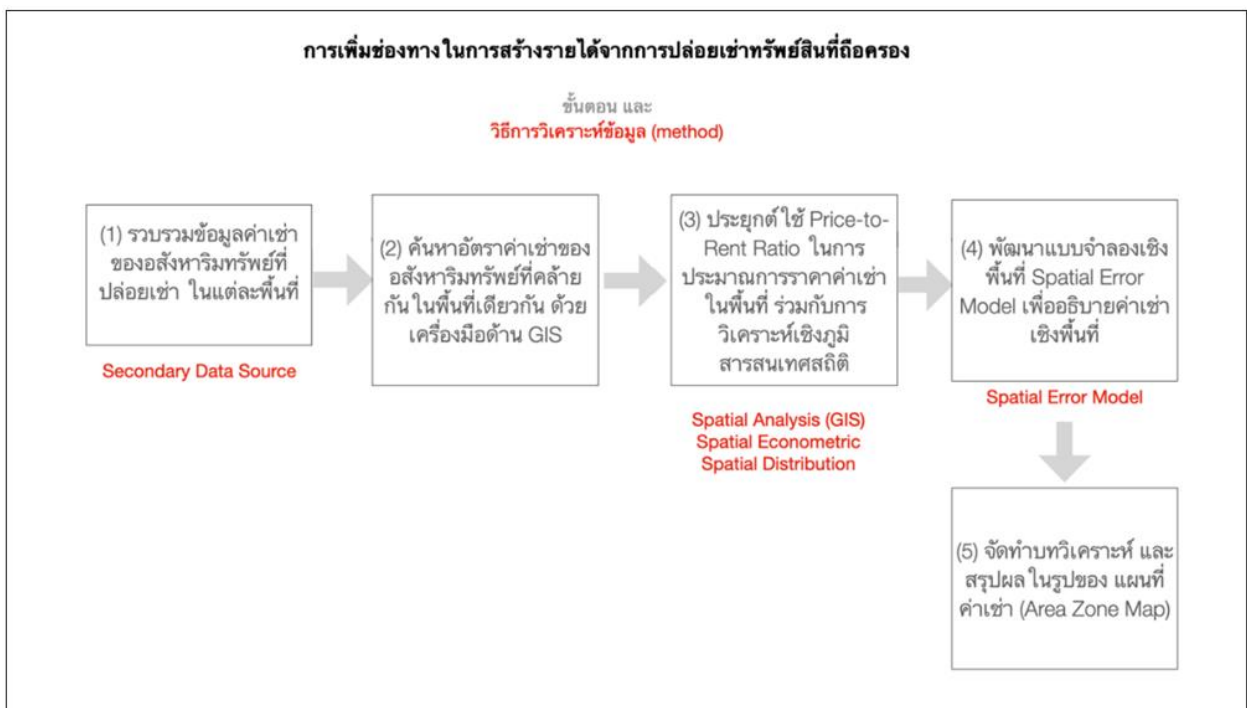 การเพิ่มช่องทางในการสร้างรายได้จากการปล่อยเช่าทรัพย์สินที่ถือครอง
ขั้นตอน และ
วิธีการวิเคราะห์ข้อมูล (method)
(1) รวบรวมข้อมูลค่าเช่า
ของอสังหาริมทรัพย์ที่
ปล่อยเช่า ในแต่ละพื้นที่
Secondary Data Source
(2) ค้นหาอัตราค่าเช่าของ
อสังหาริมทรัพย์ที่คล้าย
กัน ในพื้นที่เดียวกัน ด้วย
เครื่องมือด้าน GIS
(3) ประยุกต์ ใช้ Price-to-
Rent Ratio ในการ
ประมาณการราคาค่าเช่า
ในพื้นที่ ร่วมกับการ
วิเคราะห์เชิงภูมิ
สารสนเทศสถิติ
Spatial Analysis (GIS)
Spatial Econometric
Spatial Distribution
(4) พัฒนาแบบจำลองเชิง
พื้นที่ Spatial Error
Model เพื่ออธิบายค่าเช่า
เชิงพื้นที่
Spatial Error Model
(5) จัดทำบทวิเคราะห์ และ
สรุปผล ในรูปของ แผนที่
ค่าเช่า (Area Zone Map)